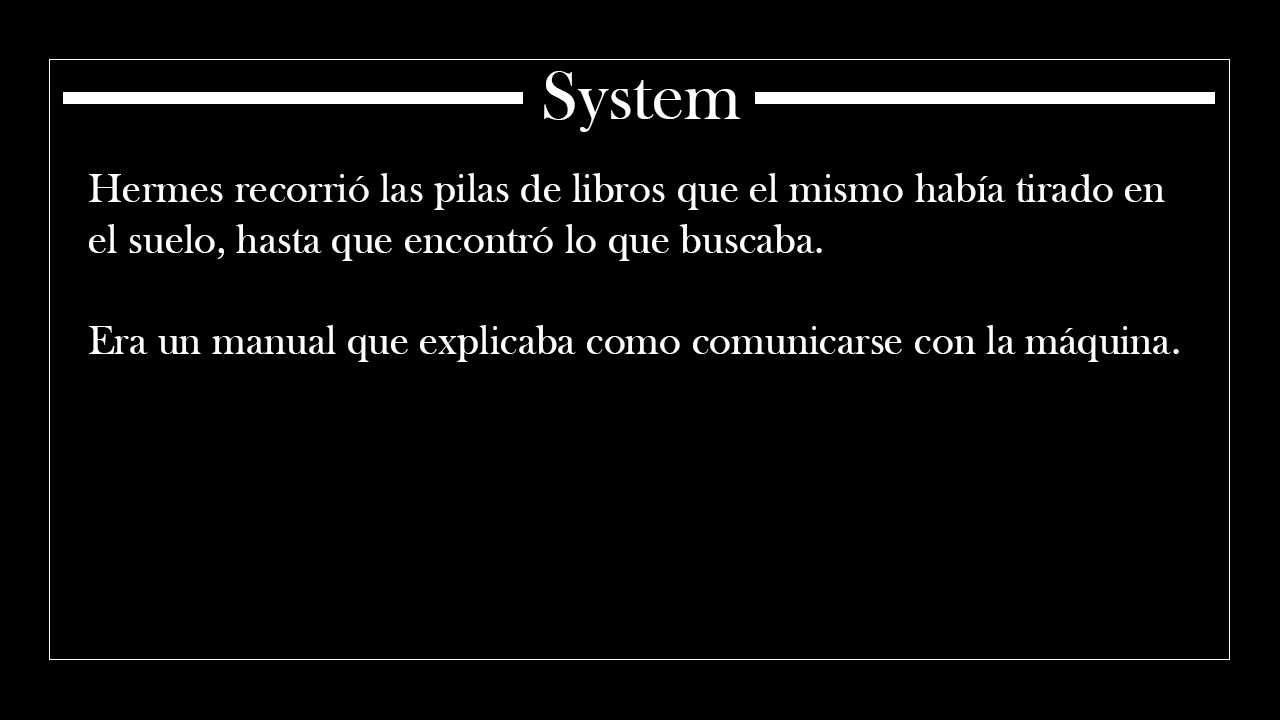 System
Hermes recorrió las pilas de libros que el mismo había tirado en
el suelo, hasta que encontró lo que buscaba.
Era un manual que explicaba como comunicarse con la máquina.